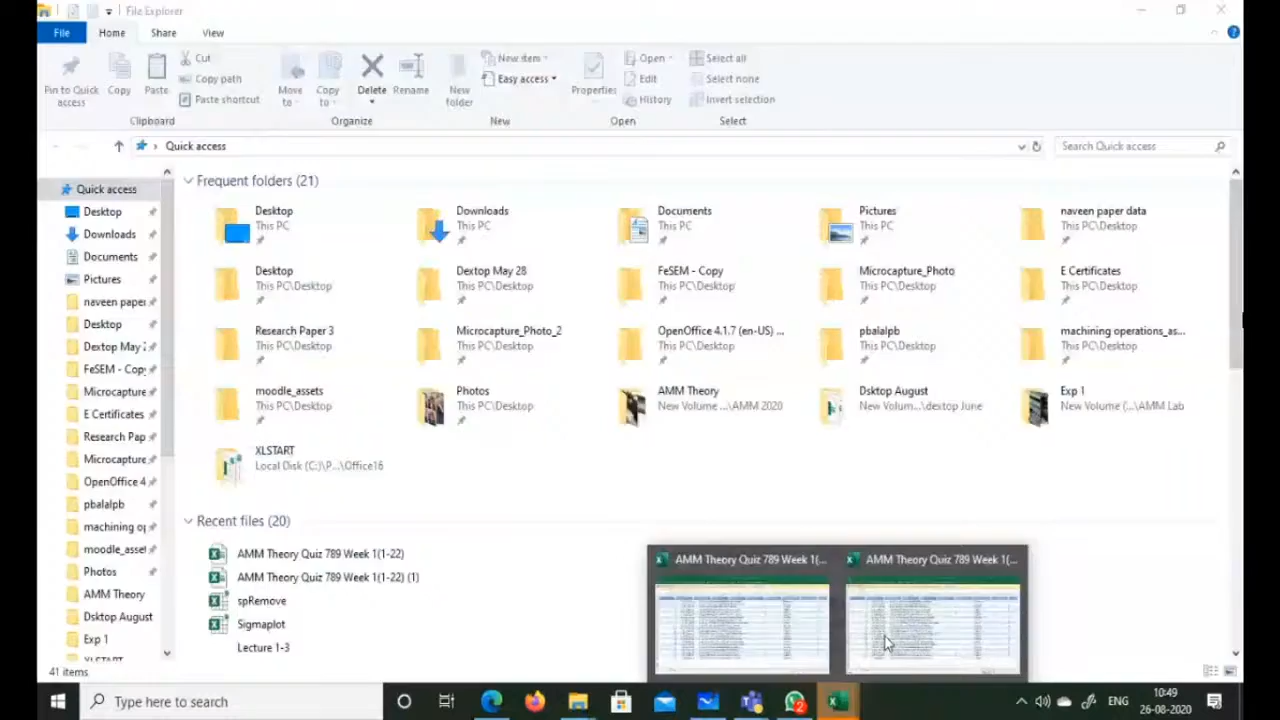 File Explorer
File Home Share View
Pin to Quick access
Copy
Paste
Cut
Copy path
Paste shortcut
Clipboard
Move to
Copy to
Delete
Rename
Organize
New folder
New item
Easy access
New
Properties
Open
Edit
History
Open
Select all
Select none
Invert selection
Select
Quick access
Search Quick access
Quick access
Desktop
Downloads
Documents
Pictures
naveen paper
Desktop
Dextop May
FeSEM - Cop
Microcapture
E Certificates
Research Pap
Microcapture
OpenOffice 4
pbalalpb
machining op
moodle_asset
Photos
AMM Theory
Dsktop August
Exp 1
XLSTART
Frequent folders (21)
Desktop
This PC
Downloads
This PC
Documents
This PC
Pictures
This PC
naveen paper data
This PC\Desktop
Desktop
This PC\Desktop
Dextop May 28
This PC\Desktop
FeSEM - Copy
This PC\Desktop
Microcapture_Photo
This PC\Desktop
E Certificates
This PC\Desktop
Research Paper 3
This PC\Desktop
Microcapture_Photo_2
This PC\Desktop
OpenOffice 4.1.7 (en-US) ...
This PC\Desktop
pbalalpb
This PC\Desktop
machining operations_as...
This PC\Desktop
moodle_assets
This PC\Desktop
Photos
This PC\Desktop
AMM Theory
New Volume ...\AMM 2020
Dsktop August
New Volum...\dextop June
Exp 1
New Volume (...\AMM Lab
XLSTART
Local Disk (C:)\P...\Office16
Recent files (20)
AMM Theory Quiz 789 Week 1(1-22)
AMM Theory Quiz 789 Week 1(1-22) (1)
spRemove
Sigmaplot
Lecture 1-3
AMM Theory Quiz 789 Week 1(...
AMM Theory Quiz 789 Week 1(...
41 items
Type here to search
2
ENG
10:49
26-08-2020